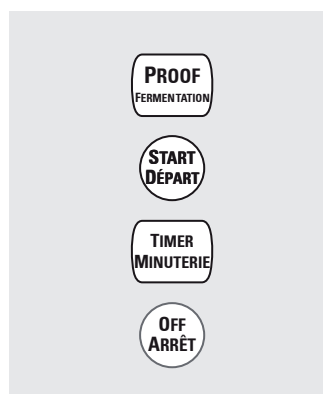 PROOF
FERMENTATION
START
DÉPART
TIMER
MINUTERIE
OFF
ARRÊT